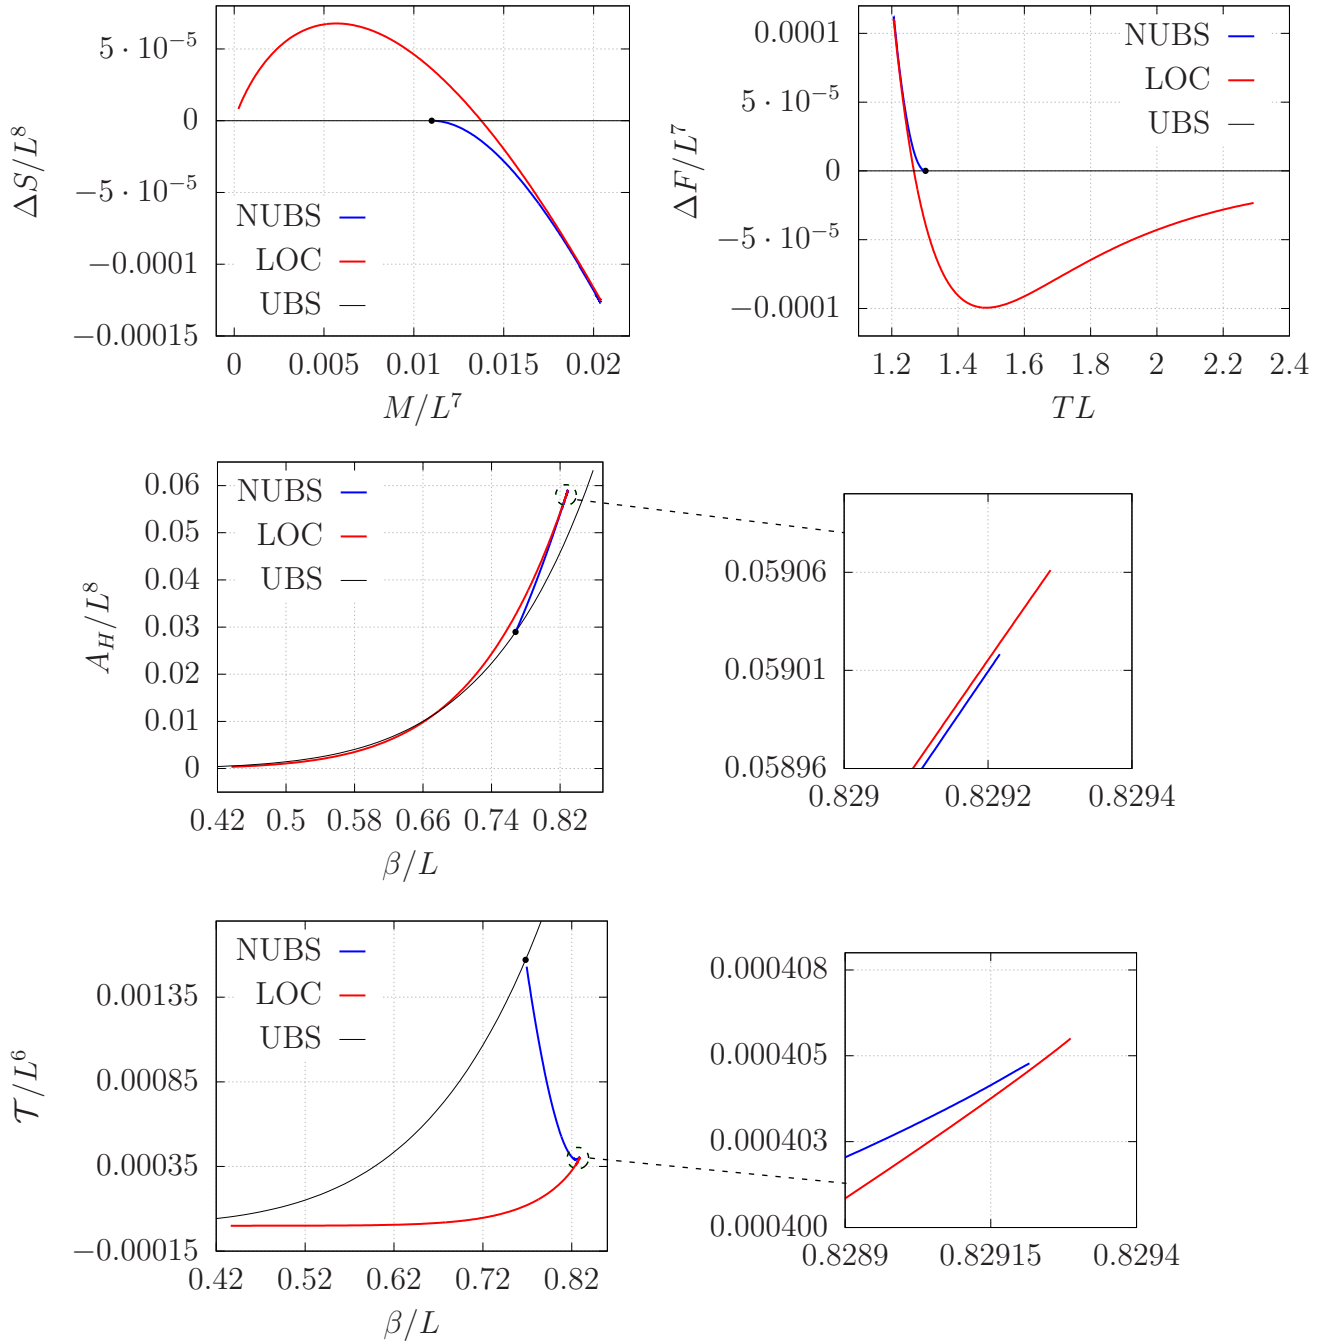 5 · 10⁻⁵
0
−5 · 10⁻⁵
−0.0001
−0.00015
ΔS/L⁸
NUBS
LOC
UBS
0 0.005 0.01 0.015 0.02
M/L⁷
0.0001
5 · 10⁻⁵
0
−5 · 10⁻⁵
−0.0001
ΔF/L⁷
NUBS
LOC
UBS
1.2 1.4 1.6 1.8 2 2.2 2.4
TL
0.06
0.05
0.04
0.03
0.02
0.01
0
A_H/L⁸
NUBS
LOC
UBS
0.42 0.5 0.58 0.66 0.74 0.82
β/L
0.05906
0.05901
0.05896
0.829 0.8292 0.8294
0.00135
0.00085
0.00035
−0.00015
𝒯/L⁶
NUBS
LOC
UBS
0.42 0.52 0.62 0.72 0.82
β/L
0.000408
0.000405
0.000403
0.000400
0.8289 0.82915 0.8294